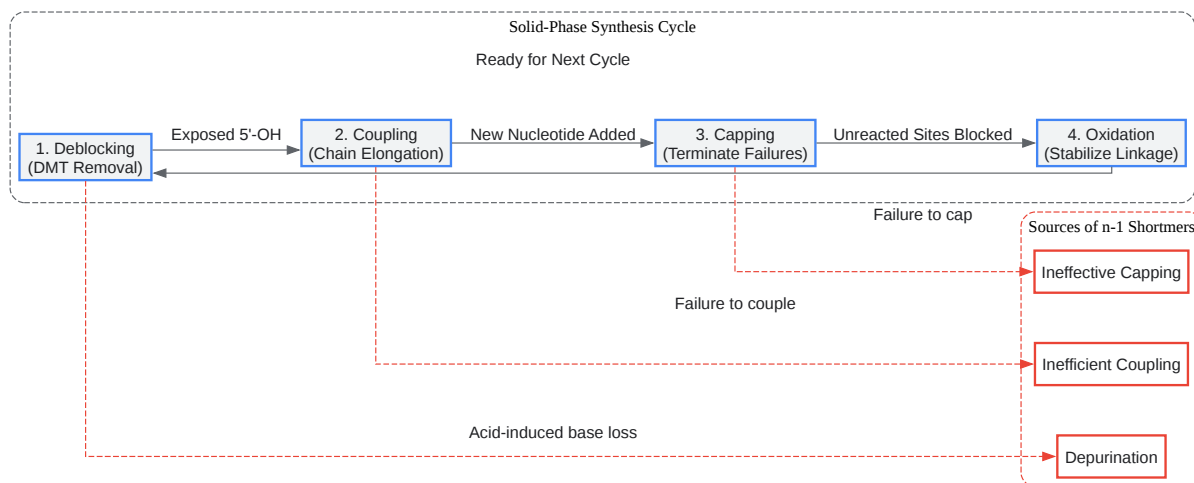 Solid-Phase Synthesis Cycle
Ready for Next Cycle
1. Deblocking
(DMT Removal)
Exposed 5'-OH
2. Coupling
(Chain Elongation)
New Nucleotide Added
3. Capping
(Terminate Failures)
Unreacted Sites Blocked
4. Oxidation
(Stabilize Linkage)
Failure to cap
Sources of n-1 Shortmers
Ineffective Capping
Failure to couple
Inefficient Coupling
Acid-induced base loss
Depurination